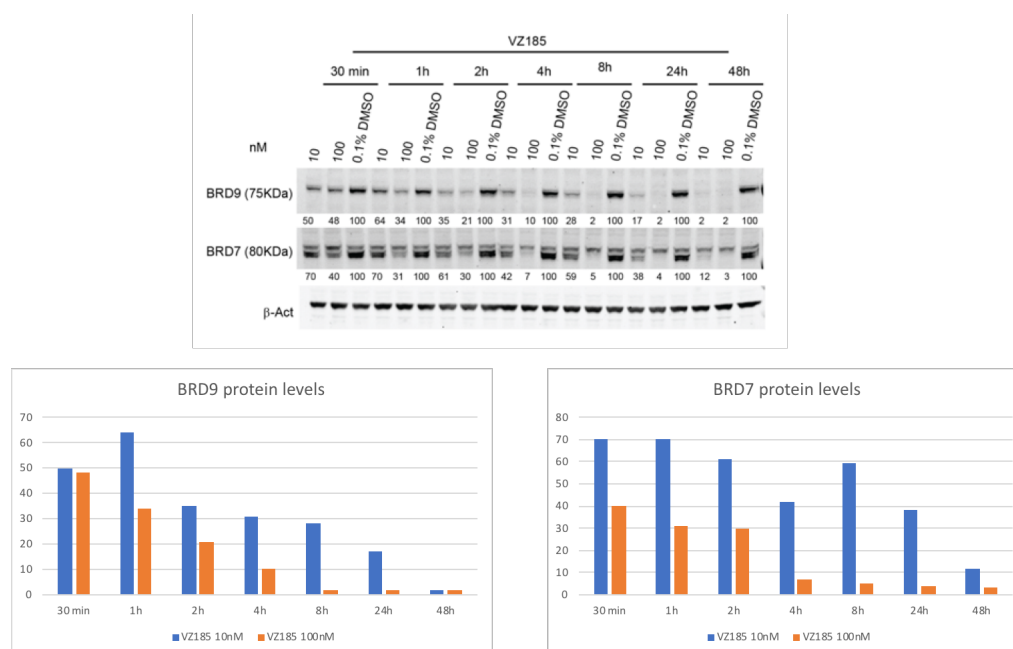 VZ185
30 min 1h 2h 4h 8h 24h 48h
nM 10 100 0.1% DMSO 10 100 0.1% DMSO 10 100 0.1% DMSO 10 100 0.1% DMSO 10 100 0.1% DMSO 10 100 0.1% DMSO 10 100 0.1% DMSO
BRD9 (75KDa)
50 48 100 64 34 100 35 21 100 31 10 100 28 2 100 17 2 100 2 2 100
BRD7 (80KDa)
70 40 100 70 31 100 61 30 100 42 7 100 59 5 100 38 4 100 12 3 100
β-Act
BRD9 protein levels
70
60
50
40
30
20
10
0
30 min 1h 2h 4h 8h 24h 48h
VZ185 10nM VZ185 100nM
BRD7 protein levels
80
70
60
50
40
30
20
10
0
30 min 1h 2h 4h 8h 24h 48h
VZ185 10nM VZ185 100nM